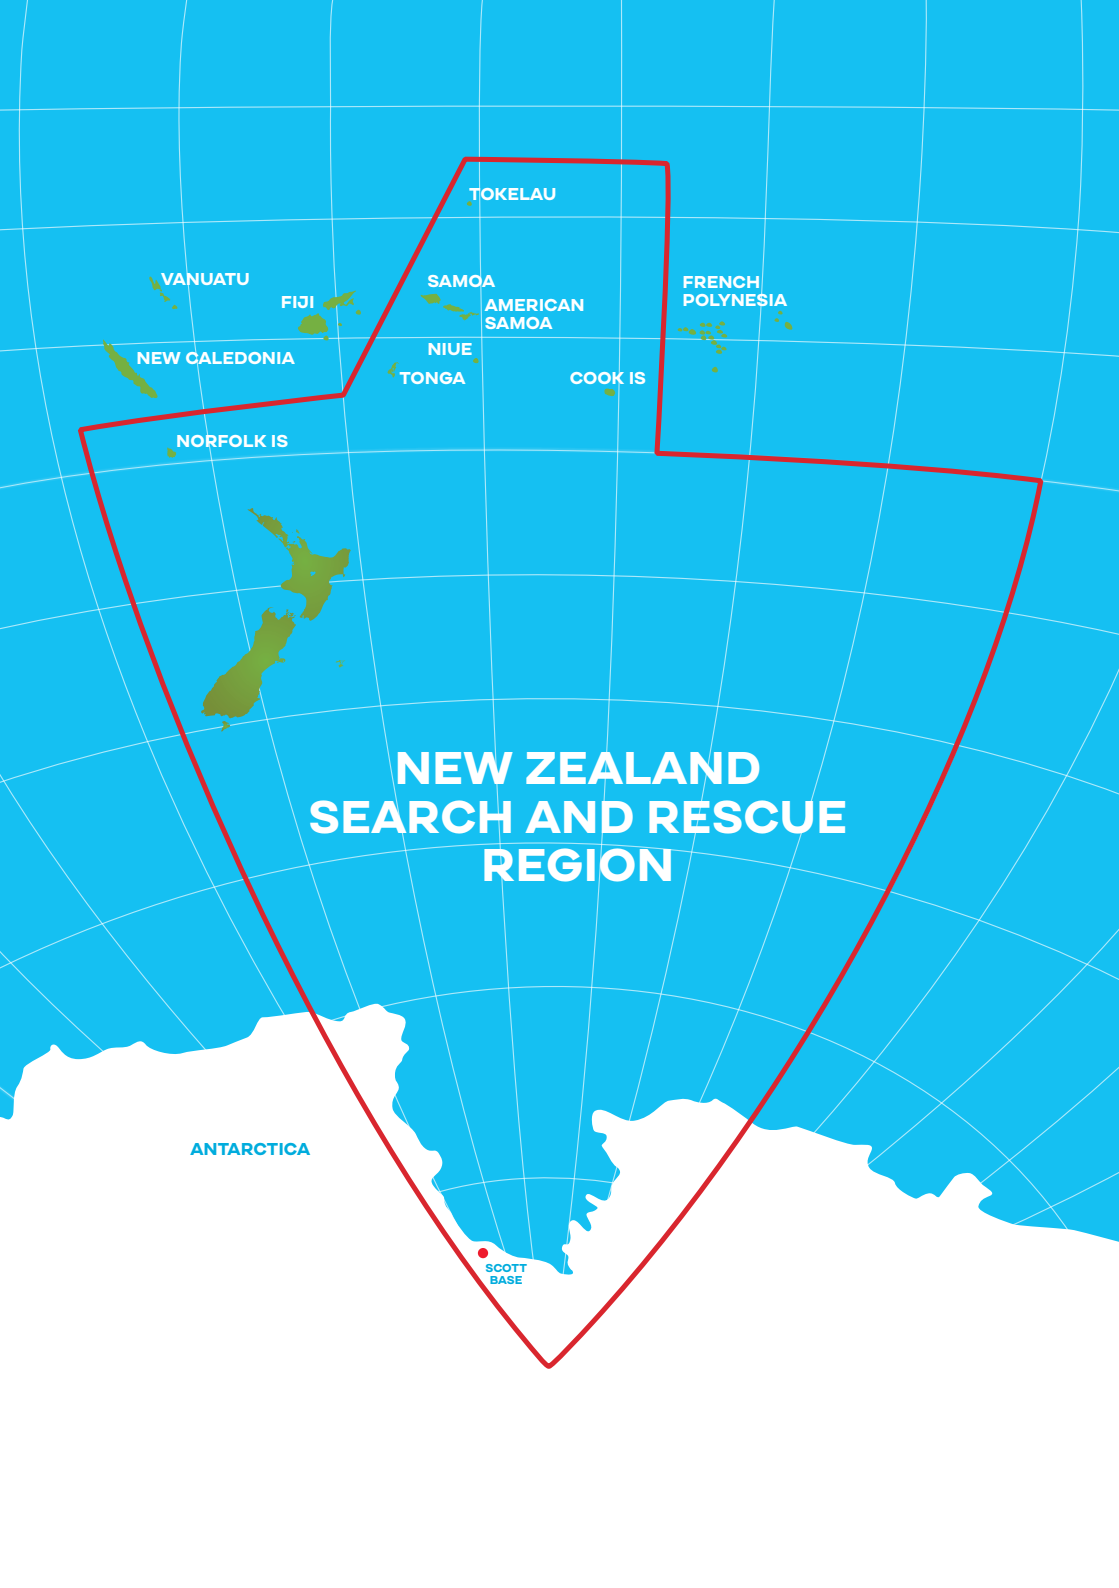 TOKELAU
VANUATU
FIJI
SAMOA
AMERICAN
SAMOA
FRENCH
POLYNESIA
NEW CALEDONIA
NIUE
TONGA
COOK IS
NORFOLK IS
NEW ZEALAND
SEARCH AND RESCUE
REGION
ANTARCTICA
SCOTT
BASE